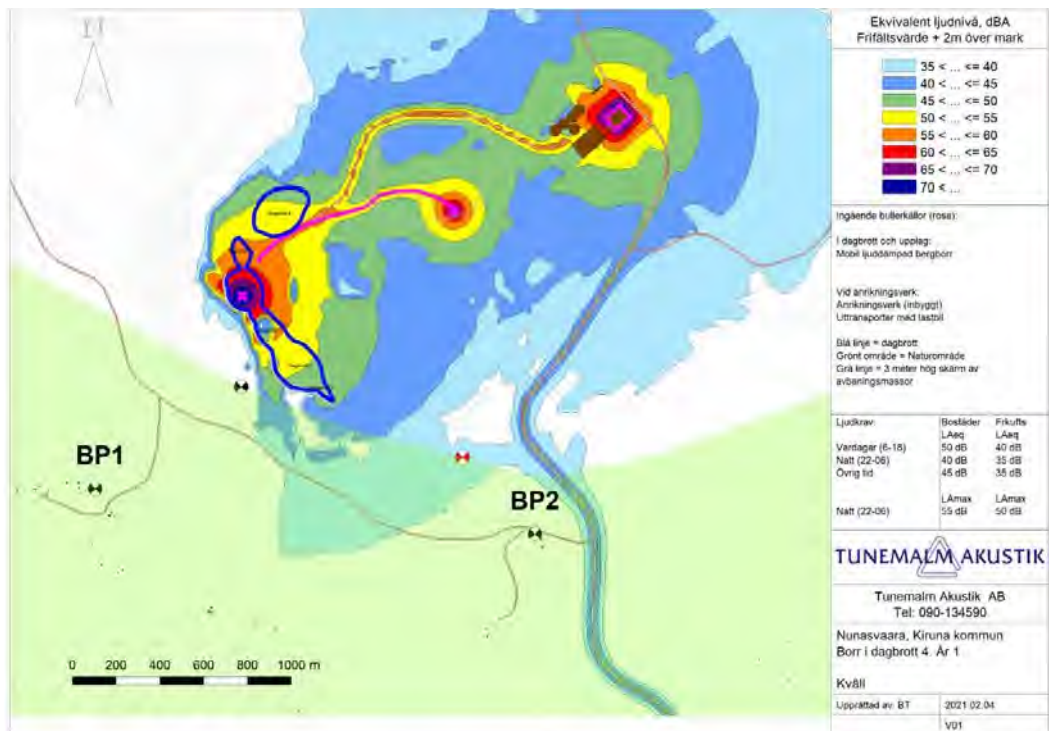 N
Ekvivalent ljudnivå, dBA
Frifältsvärde + 2m över mark
35 < ... <= 40
40 < ... <= 45
45 < ... <= 50
50 < ... <= 55
55 < ... <= 60
60 < ... <= 65
65 < ... <= 70
70 < ...
Ingående bullerkällor (rosa):
I dagbrott och upplag:
Mobil ljuddämpad bergborr
Vid anrikningsverk:
Anrikningsverk (inbyggt)
Uttransporter med lastbil
Blå linje = dagbrott
Grönt område = Naturområde
Grå linje = 3 meter hög skärm av
avbaningsmassor
Ljudkrav: Bostäder Frikufts
LAeq LAeq
Vardagar (6-18) 50 dB 40 dB
Natt (22-06) 40 dB 35 dB
Övrig tid 45 dB 35 dB
LAmax LAmax
Natt (22-06) 55 dB 50 dB
TUNEMALM AKUSTIK
Tunemalm Akustik AB
Tel: 090-134590
Nunasvaara, Kiruna kommun
Borr i dagbrott 4. År 1
Kväll
Upprättad av: BT 2021.02.04
V01
BP1
BP2
0 200 400 600 800 1000 m